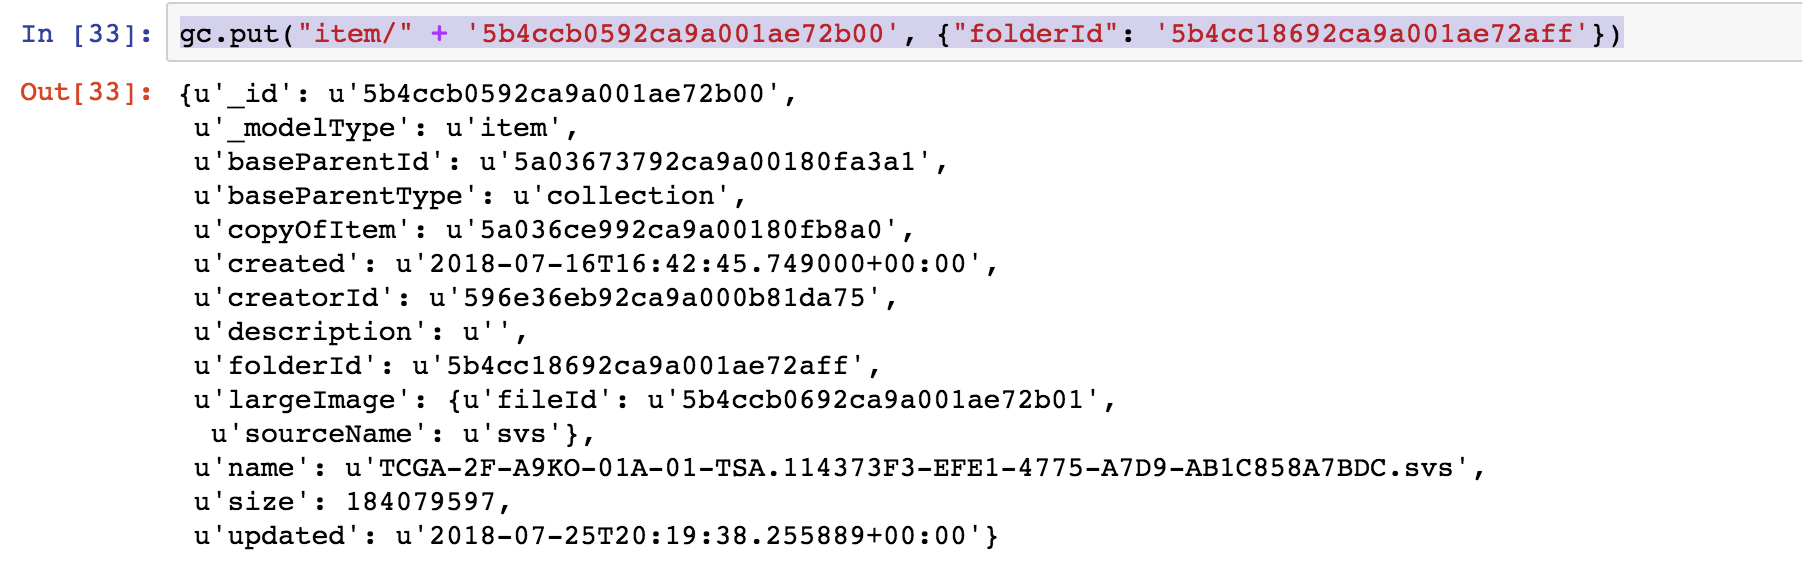 In [33]: gc.put("item/" + '5b4ccb0592ca9a001ae72b00', {"folderId": '5b4cc18692ca9a001ae72aff'})
Out[33]: {u'_id': u'5b4ccb0592ca9a001ae72b00',
u'_modelType': u'item',
u'baseParentId': u'5a03673792ca9a00180fa3a1',
u'baseParentType': u'collection',
u'copyOfItem': u'5a036ce992ca9a00180fb8a0',
u'created': u'2018-07-16T16:42:45.749000+00:00',
u'creatorId': u'596e36eb92ca9a000b81da75',
u'description': u'',
u'folderId': u'5b4cc18692ca9a001ae72aff',
u'largeImage': {u'fileId': u'5b4ccb0692ca9a001ae72b01',
u'sourceName': u'svs'},
u'name': u'TCGA-2F-A9KO-01A-01-TSA.114373F3-EFE1-4775-A7D9-AB1C858A7BDC.svs',
u'size': 184079597,
u'updated': u'2018-07-25T20:19:38.255889+00:00'}